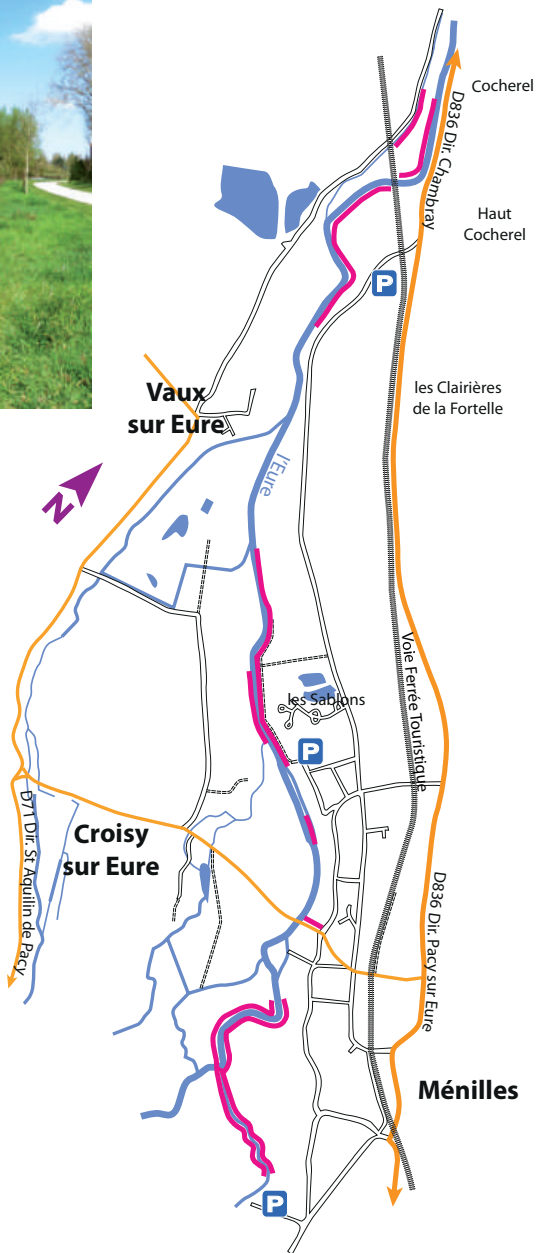 Cocherel
D836 Dir. Chambray
Haut
Cocherel
P
les Clairières
de la Fortelle
Vaux
sur Eure
l'Eure
N
Voie Ferrée Touristique
les Sablons
P
D71 Dir. St Aquilin de Pacy
Croisy
sur Eure
D836 Dir. Pacy sur Eure
Ménilles
P